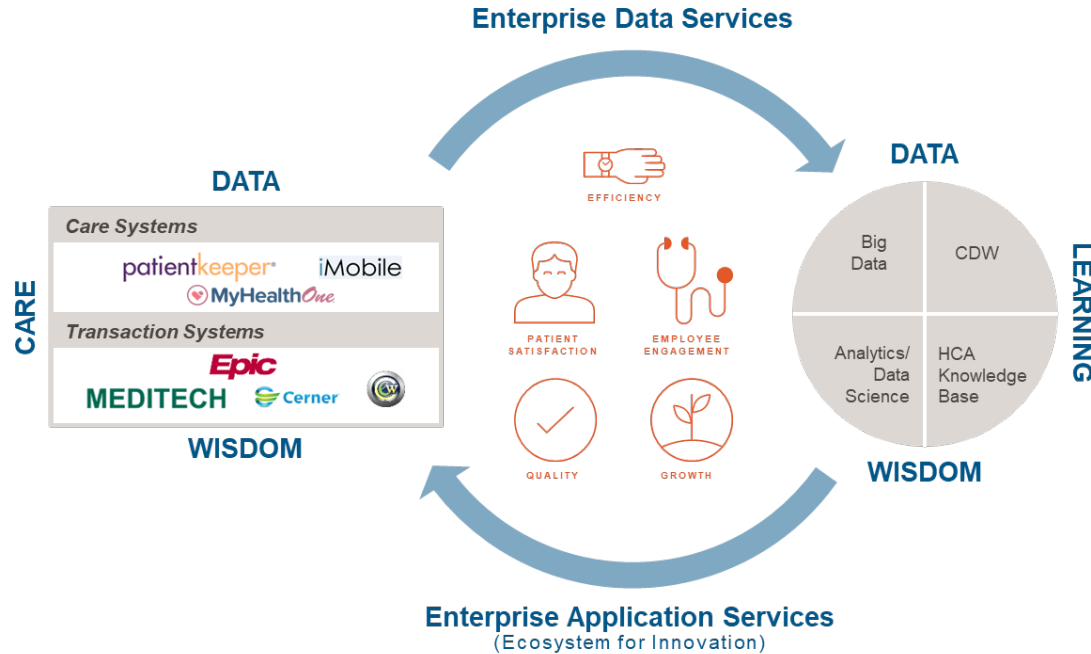 Enterprise Data Services
DATA
CARE
Care Systems
patientkeeper®
iMobile
MyHealthOne
Transaction Systems
Epic
MEDITECH
Cerner
CW
WISDOM
EFFICIENCY
PATIENT
SATISFACTION
EMPLOYEE
ENGAGEMENT
QUALITY
GROWTH
DATA
Big
Data
CDW
Analytics/
Data
Science
HCA
Knowledge
Base
LEARNING
WISDOM
Enterprise Application Services
(Ecosystem for Innovation)